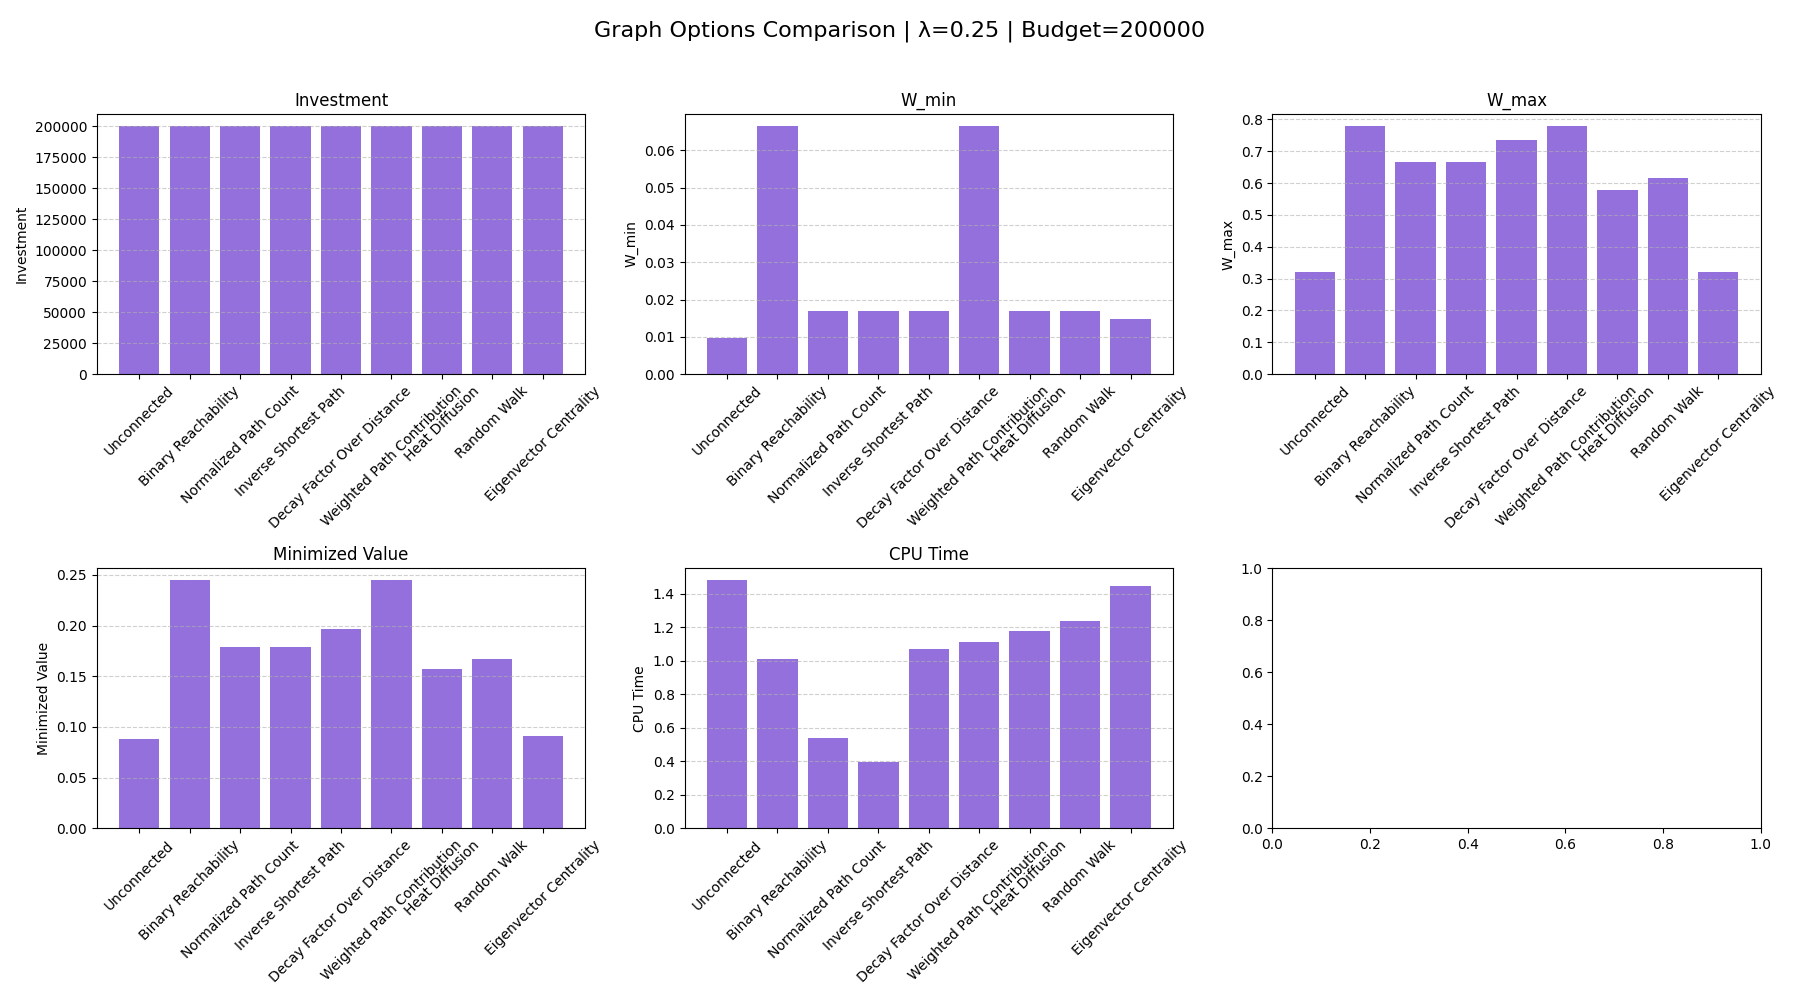 Graph Options Comparison | λ=0.25 | Budget=200000
Investment
Investment
200000
175000
150000
125000
100000
75000
50000
25000
0
Unconnected
Binary Reachability
Normalized Path Count
Inverse Shortest Path
Decay Factor Over Distance
Weighted Path Contribution
Heat Diffusion
Random Walk
Eigenvector Centrality
W_min
W_min
0.06
0.05
0.04
0.03
0.02
0.01
0.00
Unconnected
Binary Reachability
Normalized Path Count
Inverse Shortest Path
Decay Factor Over Distance
Weighted Path Contribution
Heat Diffusion
Random Walk
Eigenvector Centrality
W_max
W_max
0.8
0.7
0.6
0.5
0.4
0.3
0.2
0.1
0.0
Unconnected
Binary Reachability
Normalized Path Count
Inverse Shortest Path
Decay Factor Over Distance
Weighted Path Contribution
Heat Diffusion
Random Walk
Eigenvector Centrality
Minimized Value
Minimized Value
0.25
0.20
0.15
0.10
0.05
0.00
Unconnected
Binary Reachability
Normalized Path Count
Inverse Shortest Path
Decay Factor Over Distance
Weighted Path Contribution
Heat Diffusion
Random Walk
Eigenvector Centrality
CPU Time
CPU Time
1.4
1.2
1.0
0.8
0.6
0.4
0.2
0.0
Unconnected
Binary Reachability
Normalized Path Count
Inverse Shortest Path
Decay Factor Over Distance
Weighted Path Contribution
Heat Diffusion
Random Walk
Eigenvector Centrality
1.0
0.8
0.6
0.4
0.2
0.0
0.0 0.2 0.4 0.6 0.8 1.0